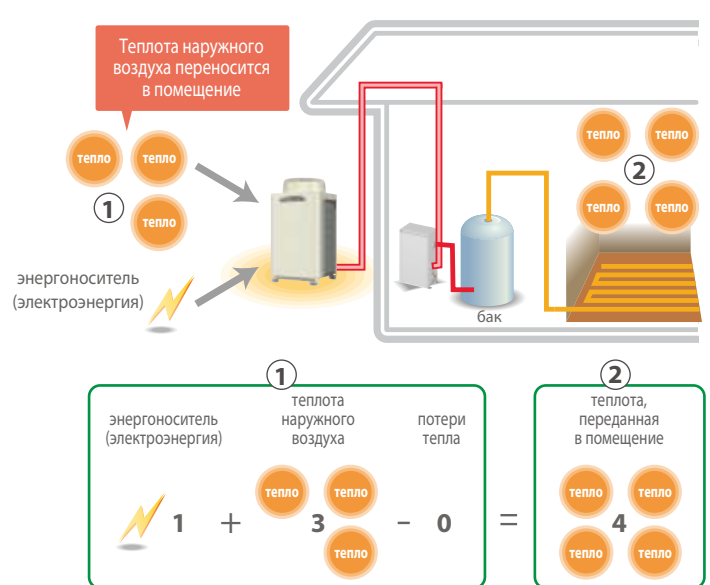 Теплота наружного
воздуха переносится
в помещение
тепло тепло
тепло тепло
1
тепло
2
тепло тепло
энергоноситель
(электроэнергия)
бак
1
2
энергоноситель
(электроэнергия)
теплота
наружного
воздуха
потери
тепла
теплота,
переданная
в помещение
тепло тепло
тепло тепло
1 + 3 – 0 = 4
тепло
тепло тепло